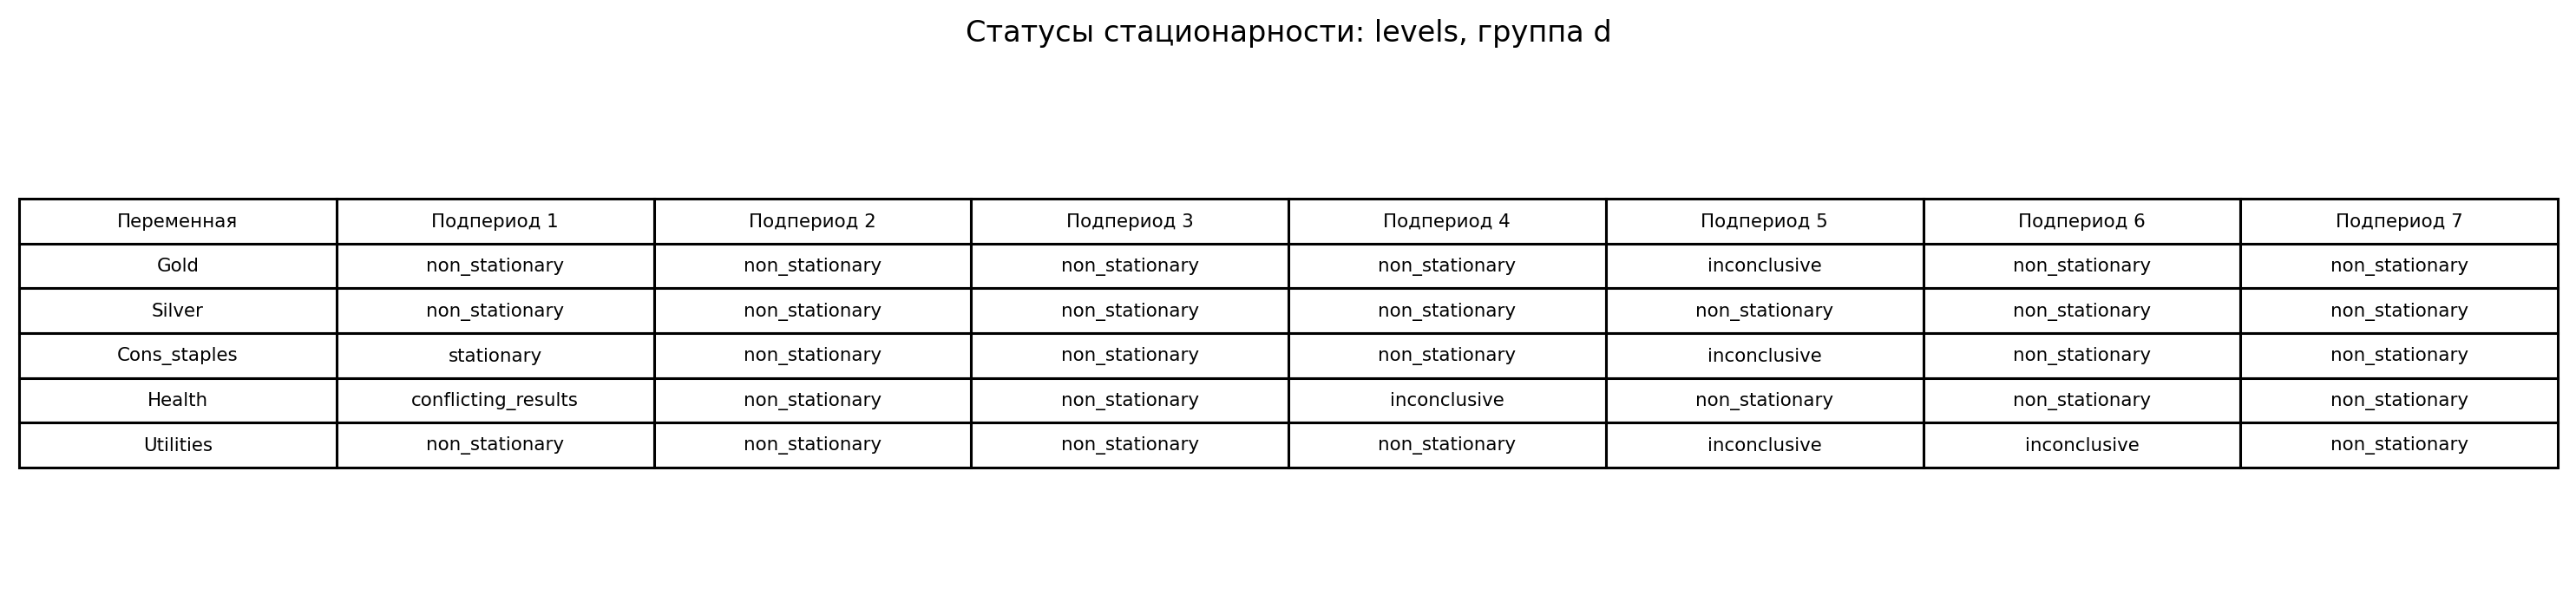 Статусы стационарности: levels, группа d
Переменная Подпериод 1 Подпериод 2 Подпериод 3 Подпериод 4 Подпериод 5 Подпериод 6 Подпериод 7
Gold non_stationary non_stationary non_stationary non_stationary inconclusive non_stationary non_stationary
Silver non_stationary non_stationary non_stationary non_stationary non_stationary non_stationary non_stationary
Cons_staples stationary non_stationary non_stationary non_stationary inconclusive non_stationary non_stationary
Health conflicting_results non_stationary non_stationary inconclusive non_stationary non_stationary non_stationary
Utilities non_stationary non_stationary non_stationary non_stationary inconclusive inconclusive non_stationary